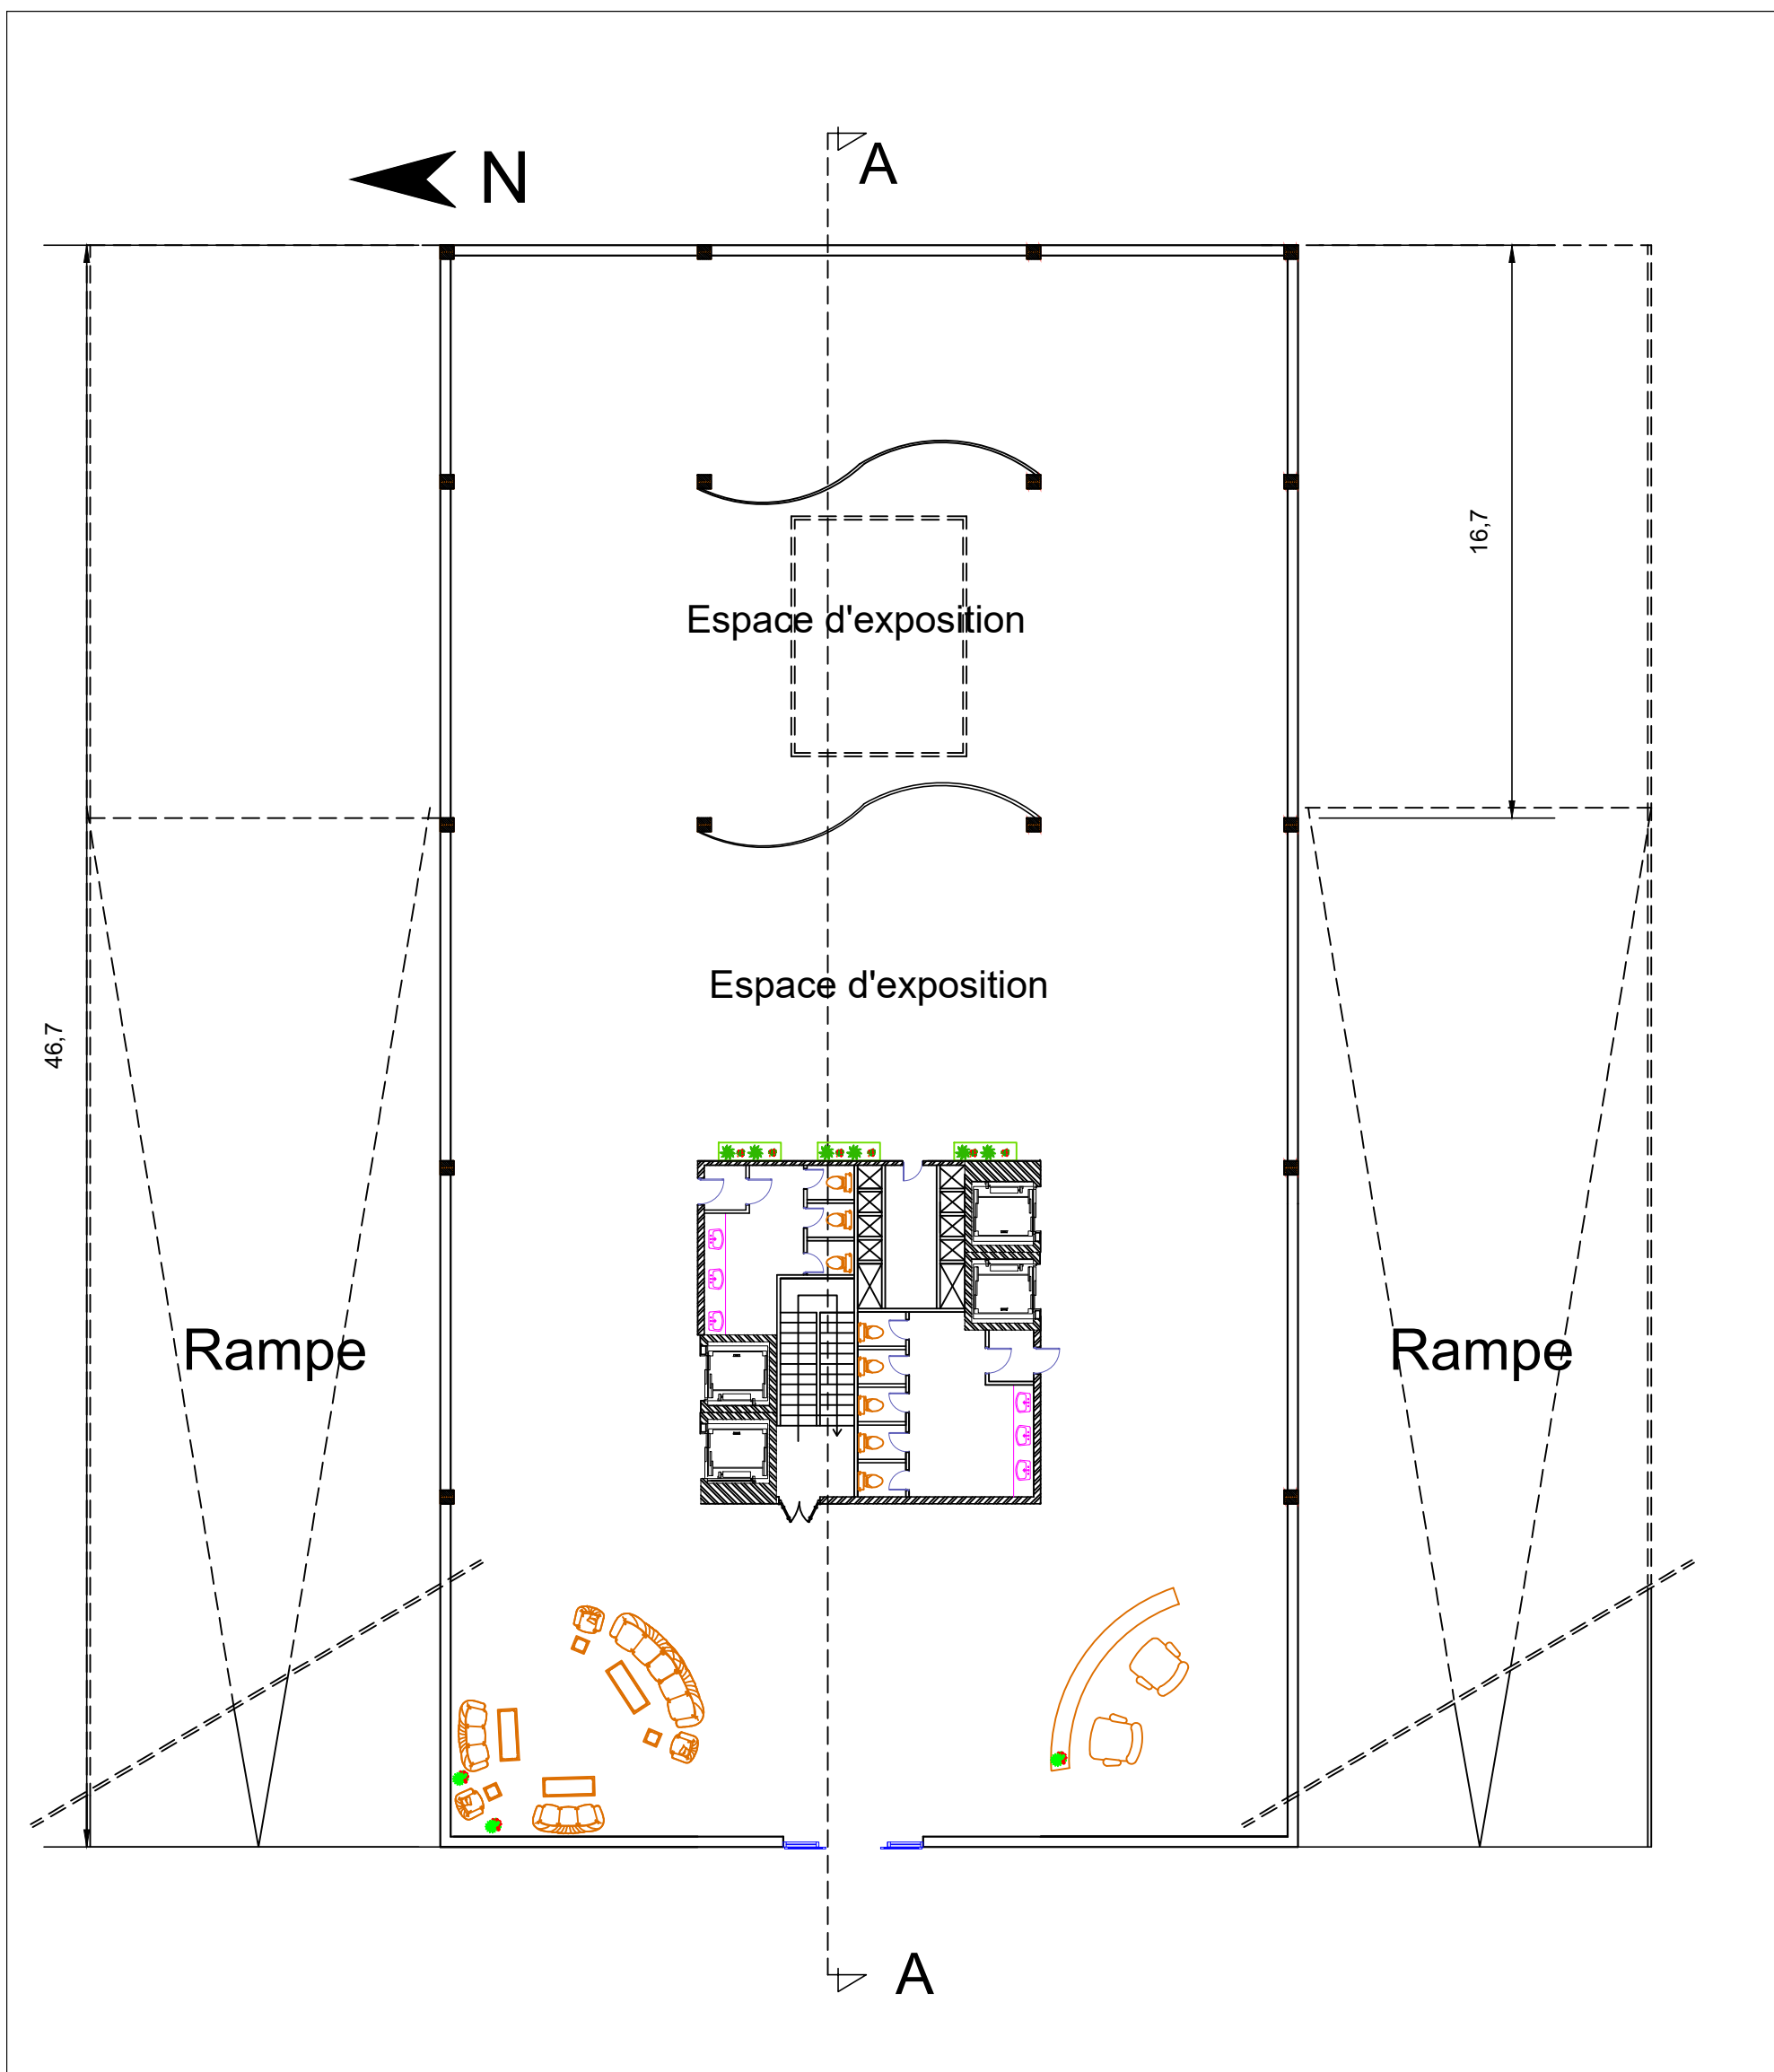 N
A
16,7
Espace d'exposition
Espace d'exposition
46,7
Rampe
Rampe
A